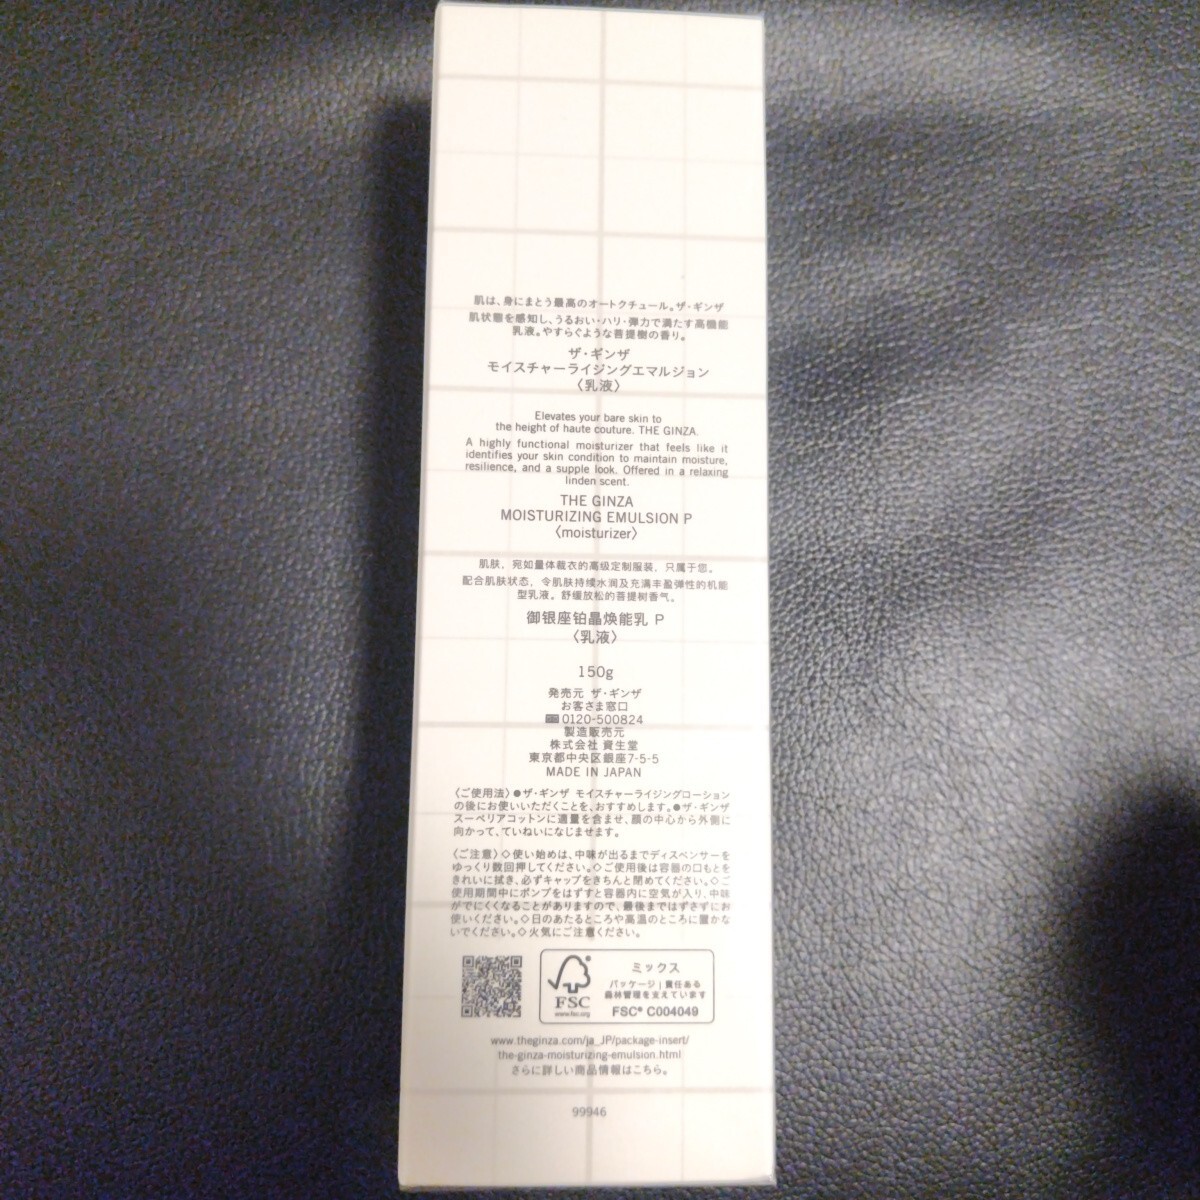 肌は、身にまとう最高のオートクチュール。ザ・ギンザ
肌状態を感知し、うるおい・ハリ・弾力で満たす高機能
乳液。やすらぐような菩提樹の香り。
ザ・ギンザ
モイスチャーライジングエマルジョン
〈乳液〉
Elevates your bare skin to
the height of haute couture. THE GINZA.
A highly functional moisturizer that feels like it
identifies your skin condition to maintain moisture,
resilience, and a supple look. Offered in a relaxing
linden scent.
THE GINZA
MOISTURIZING EMULSION P
〈moisturizer〉
肌肤，宛如量体裁衣的高级定制服装，只属于您。
配合肌肤状态，令肌肤持续水润及充满丰盈弹性的机能
型乳液。舒缓放松的菩提树香气。
御银座铂晶焕能乳 P
〈乳液〉
150g
発売元 ザ・ギンザ
お客さま窓口
0120-500824
製造販売元
株式会社 資生堂
東京都中央区銀座7-5-5
MADE IN JAPAN
〈ご使用法〉●ザ・ギンザ モイスチャーライジングローション
の後にお使いいただくことを、おすすめします。●ザ・ギンザ
スーペリアコットンに適量を含ませ、顔の中心から外側に
向かって、ていねいになじませます。
〈ご注意〉◇使い始めは、中味が出るまでディスペンサーを
ゆっくり数回押してください。◇ご使用後は容器の口もとを
きれいに拭き、必ずキャップをきちんと閉めてください。◇ご
使用期間中にポンプをはずすと容器内に空気が入り、中味
がでにくくなることがありますので、最後まではずさずにお
使いください。◇日のあたるところや高温のところに置かな
いでください。◇火気にご注意ください。
FSC
www.fsc.org
ミックス
パッケージ｜責任ある
森林管理を支えています
FSC® C004049
www.theginza.com/ja_JP/package-insert/
the-ginza-moisturizing-emulsion.html
さらに詳しい商品情報はこちら。
99946